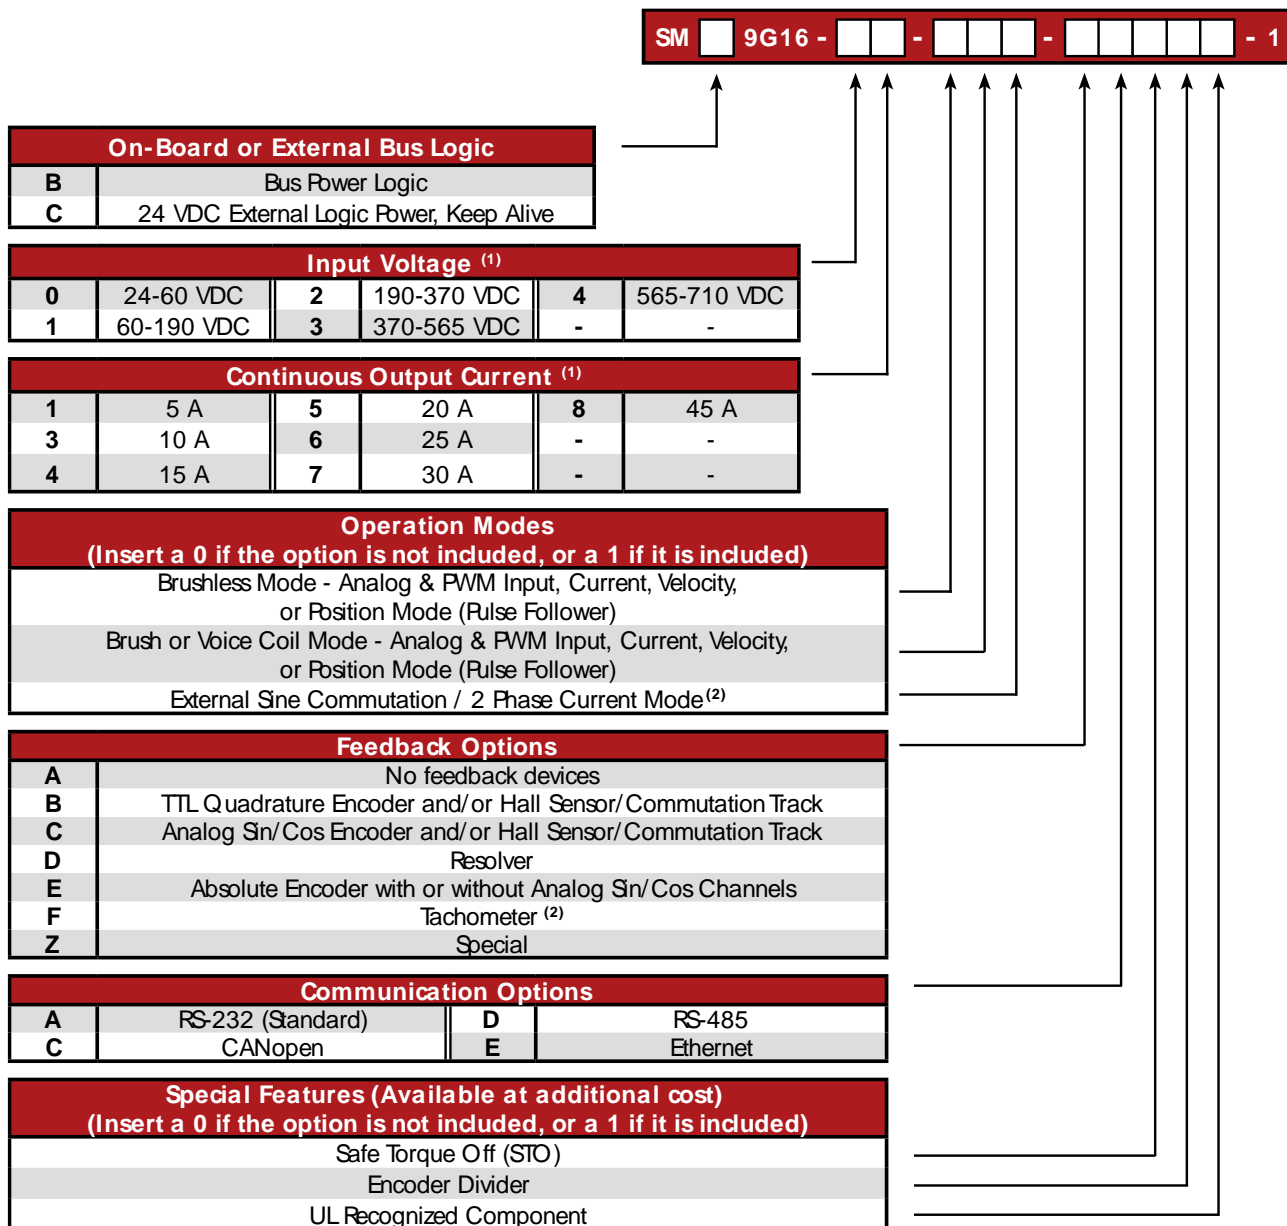 SM 9G16 - - - - 1
On-Board or External Bus Logic
B Bus Power Logic
C 24 VDC External Logic Power, Keep Alive
Input Voltage (1)
0 24-60 VDC 2 190-370 VDC 4 565-710 VDC
1 60-190 VDC 3 370-565 VDC - -
Continuous Output Current (1)
1 5 A 5 20 A 8 45 A
3 10 A 6 25 A - -
4 15 A 7 30 A - -
Operation Modes
(Insert a 0 if the option is not included, or a 1 if it is included)
Brushless Mode - Analog & PWM Input, Current, Velocity,
or Position Mode (Pulse Follower)
Brush or Voice Coil Mode - Analog & PWM Input, Current, Velocity,
or Position Mode (Pulse Follower)
External Sine Commutation / 2 Phase Current Mode (2)
Feedback Options
A No feedback devices
B TTL Quadrature Encoder and/or Hall Sensor/Commutation Track
C Analog Sin/Cos Encoder and/or Hall Sensor/Commutation Track
D Resolver
E Absolute Encoder with or without Analog Sin/Cos Channels
F Tachometer (2)
Z Special
Communication Options
A RS-232 (Standard) D RS-485
C CANopen E Ethernet
Special Features (Available at additional cost)
(Insert a 0 if the option is not included, or a 1 if it is included)
Safe Torque Off (STO)
Encoder Divider
UL Recognized Component